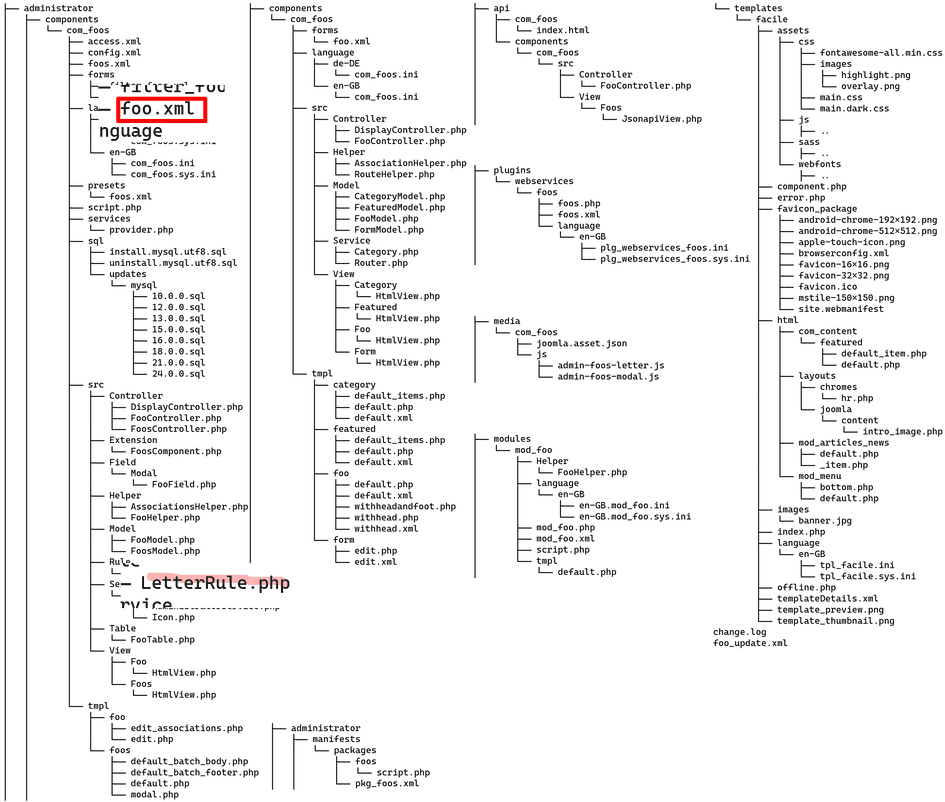 administrator
components
com_foos
access.xml
config.xml
foos.xml
forms
filter_foo
foo.xml
la
nguage
com_foos.sys.ini
en-GB
com_foos.ini
com_foos.sys.ini
presets
foos.xml
script.php
services
provider.php
sql
install.mysql.utf8.sql
uninstall.mysql.utf8.sql
updates
mysql
10.0.0.sql
12.0.0.sql
13.0.0.sql
15.0.0.sql
16.0.0.sql
18.0.0.sql
21.0.0.sql
24.0.0.sql
src
Controller
DisplayController.php
FooController.php
FoosController.php
Extension
FoosComponent.php
Field
Modal
FooField.php
Helper
AssociationsHelper.php
FooHelper.php
Model
FooModel.php
FoosModel.php
Rule
LetterRule.php
Se
rvice
Icon.php
Table
FooTable.php
View
Foo
HtmlView.php
Foos
HtmlView.php
tmpl
foo
edit_associations.php
edit.php
foos
default_batch_body.php
default_batch_footer.php
default.php
modal.php
components
com_foos
forms
foo.xml
language
de-DE
com_foos.ini
en-GB
com_foos.ini
src
Controller
DisplayController.php
FooController.php
Helper
AssociationHelper.php
RouteHelper.php
Model
CategoryModel.php
FeaturedModel.php
FooModel.php
FormModel.php
Service
Category.php
Router.php
View
Category
HtmlView.php
Featured
HtmlView.php
Foo
HtmlView.php
Form
HtmlView.php
tmpl
category
default_items.php
default.php
default.xml
featured
default_items.php
default.php
default.xml
foo
default.php
default.xml
withheadandfoot.php
withhead.php
withhead.xml
form
edit.php
edit.xml
administrator
manifests
packages
foos
script.php
pkg_foos.xml
api
com_foos
index.html
components
com_foos
src
Controller
FooController.php
View
Foos
JsonapiView.php
plugins
webservices
foos
foos.php
foos.xml
language
en-GB
plg_webservices_foos.ini
plg_webservices_foos.sys.ini
media
com_foos
joomla.asset.json
js
admin-foos-letter.js
admin-foos-modal.js
modules
mod_foo
Helper
FooHelper.php
language
en-GB
en-GB.mod_foo.ini
en-GB.mod_foo.sys.ini
mod_foo.php
mod_foo.xml
script.php
tmpl
default.php
templates
facile
assets
css
fontawesome-all.min.css
images
highlight.png
overlay.png
main.css
main.dark.css
js
..
sass
..
webfonts
..
component.php
error.php
favicon_package
android-chrome-192×192.png
android-chrome-512×512.png
apple-touch-icon.png
browserconfig.xml
favicon-16×16.png
favicon-32×32.png
favicon.ico
mstile-150×150.png
site.webmanifest
html
com_content
featured
default_item.php
default.php
layouts
chromes
hr.php
joomla
content
intro_image.php
mod_articles_news
default.php
_item.php
mod_menu
bottom.php
default.php
images
banner.jpg
index.php
language
en-GB
tpl_facile.ini
tpl_facile.sys.ini
offline.php
templateDetails.xml
template_preview.png
template_thumbnail.png
change.log
foo_update.xml